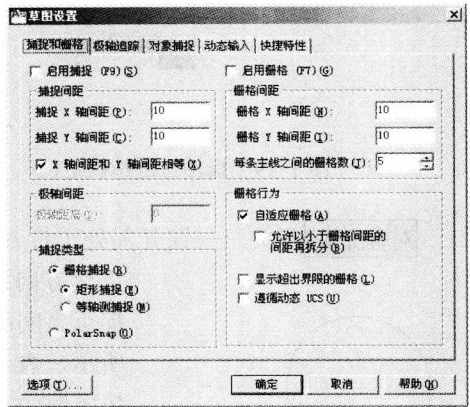 草图设置
捕捉和栅格 极轴追踪 对象捕捉 动态输入 快捷特性
启用捕捉 (F9)(S)
捕捉间距
捕捉 X 轴间距(P): 10
捕捉 Y 轴间距(C): 10
X 轴间距和 Y 轴间距相等(X)
极轴间距
极轴距离(D): 0
捕捉类型
栅格捕捉(R)
矩形捕捉(E)
等轴测捕捉(M)
PolarSnap(O)
启用栅格 (F7)(G)
栅格间距
栅格 X 轴间距(N): 10
栅格 Y 轴间距(I): 10
每条主线之间的栅格数(J): 5
栅格行为
自适应栅格(A)
允许以小于栅格间距的
间距再拆分(B)
显示超出界限的栅格(L)
遵循动态 UCS(U)
选项(T)... 确定 取消 帮助(H)